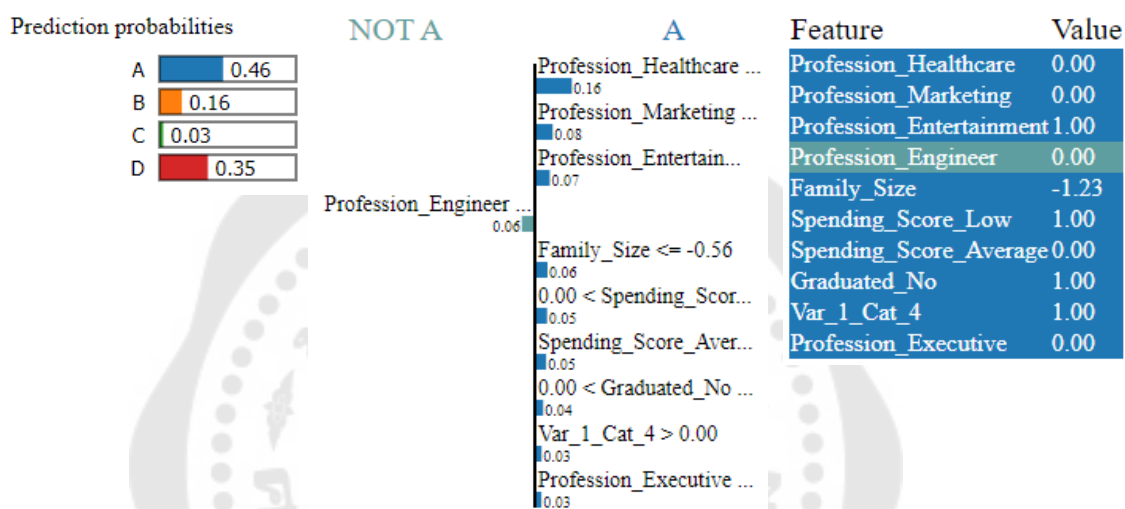 Prediction probabilities
A 0.46
B 0.16
C 0.03
D 0.35
NOT A A
Profession_Healthcare ...
0.16
Profession_Marketing ...
0.08
Profession_Entertain...
0.07
Profession_Engineer ...
0.06
Family_Size <= -0.56
0.06
0.00 < Spending_Scor...
0.05
Spending_Score_Aver...
0.05
0.00 < Graduated_No ...
0.04
Var_1_Cat_4 > 0.00
0.03
Profession_Executive ...
0.03
Feature Value
Profession_Healthcare 0.00
Profession_Marketing 0.00
Profession_Entertainment 1.00
Profession_Engineer 0.00
Family_Size -1.23
Spending_Score_Low 1.00
Spending_Score_Average 0.00
Graduated_No 1.00
Var_1_Cat_4 1.00
Profession_Executive 0.00